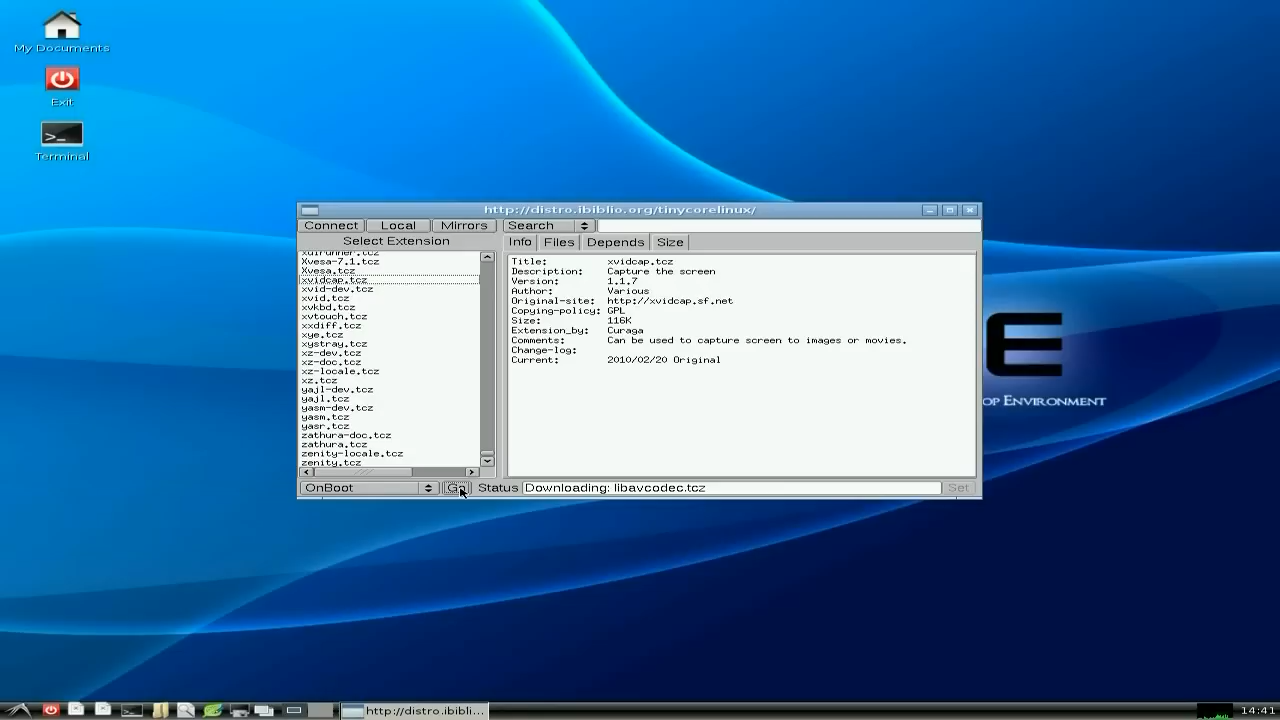 My Documents
Exit
Terminal
http://distro.ibiblio.org/tinycorelinux/
Connect Local Mirrors Search
Select Extension
Info Files Depends Size
xulrunner.tcz
Xvesa-7.1.tcz
Xvesa.tcz
xvidcap.tcz
xvid-dev.tcz
xvid.tcz
xvkbd.tcz
xvtouch.tcz
xxdiff.tcz
xye.tcz
xystray.tcz
xz-dev.tcz
xz-doc.tcz
xz-locale.tcz
xz.tcz
yajl-dev.tcz
yajl.tcz
yasm-dev.tcz
yasm.tcz
yasr.tcz
zathura-doc.tcz
zathura.tcz
zenity-locale.tcz
zenity.tcz
Title: xvidcap.tcz
Description: Capture the screen
Version: 1.1.7
Author: Various
Original-site: http://xvidcap.sf.net
Copying-policy: GPL
Size: 116K
Extension_by: Curaga
Comments: Can be used to capture screen to images or movies.
Change-log:
Current: 2010/02/20 Original
OnBoot Go Status Downloading: libavcodec.tcz Set
E
OP ENVIRONMENT
http://distro.ibibli...
14:41